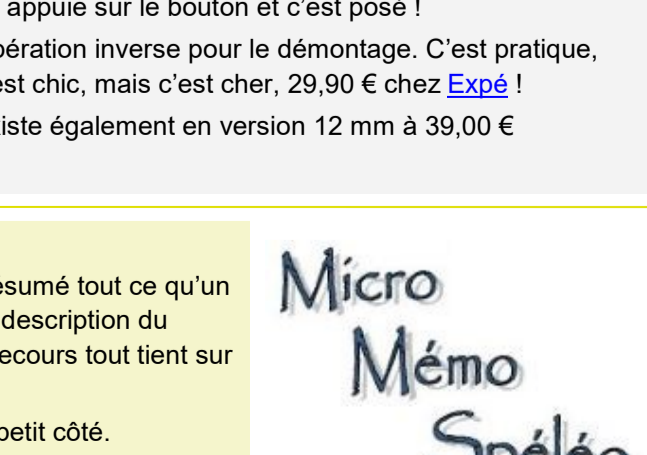 appuie sur le bouton et c'est posé !
pération inverse pour le démontage. C'est pratique,
est chic, mais c'est cher, 29,90 € chez Expé !
iste également en version 12 mm à 39,00 €
ésumé tout ce qu'un
description du
ecours tout tient sur
petit côté.
Micro
Mémo
Spéléo